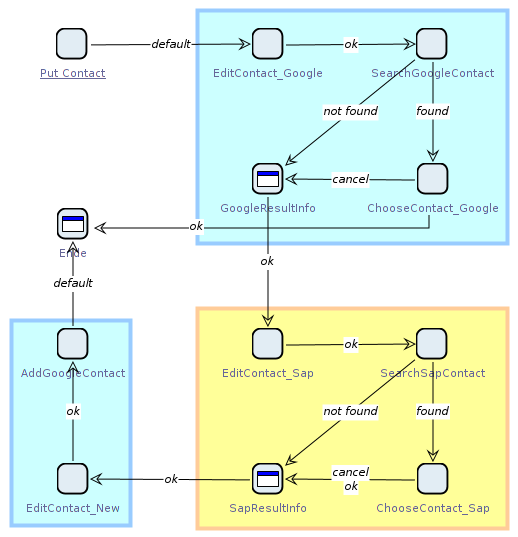 default
ok
Put Contact
EditContact_Google
SearchGoogleContact
not found
found
cancel
GoogleResultInfo
ChooseContact_Google
ok
Ende
ok
default
ok
AddGoogleContact
EditContact_Sap
SearchSapContact
ok
not found
found
ok
cancel
ok
EditContact_New
SapResultInfo
ChooseContact_Sap